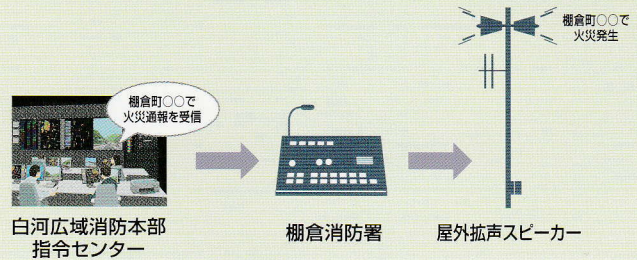 棚倉町○○で
火災発生
棚倉町○○で
火災通報を受信
白河広域消防本部
指令センター
棚倉消防署
屋外拡声スピーカー